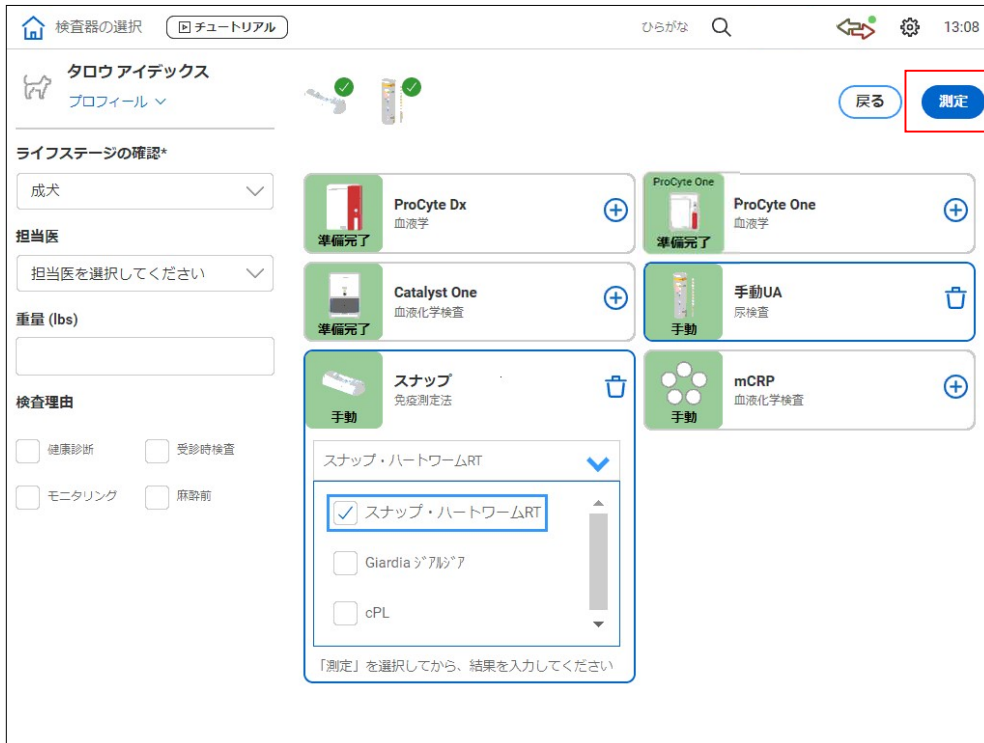 検査器の選択 チュートリアル ひらがな 13:08
タロウ アイデックス
プロフィール
戻る 測定
ライフステージの確認*
成犬
担当医
担当医を選択してください
重量 (lbs)
検査理由
健康診断 受診時検査
モニタリング 麻酔前
ProCyte Dx
血液学
準備完了
ProCyte One
ProCyte One
血液学
準備完了
Catalyst One
血液化学検査
準備完了
手動UA
尿検査
手動
スナップ
免疫測定法
手動
mCRP
血液化学検査
手動
スナップ・ハートワームRT
スナップ・ハートワームRT
Giardia ｼﾞｱﾙｼﾞｱ
cPL
「測定」を選択してから、結果を入力してください